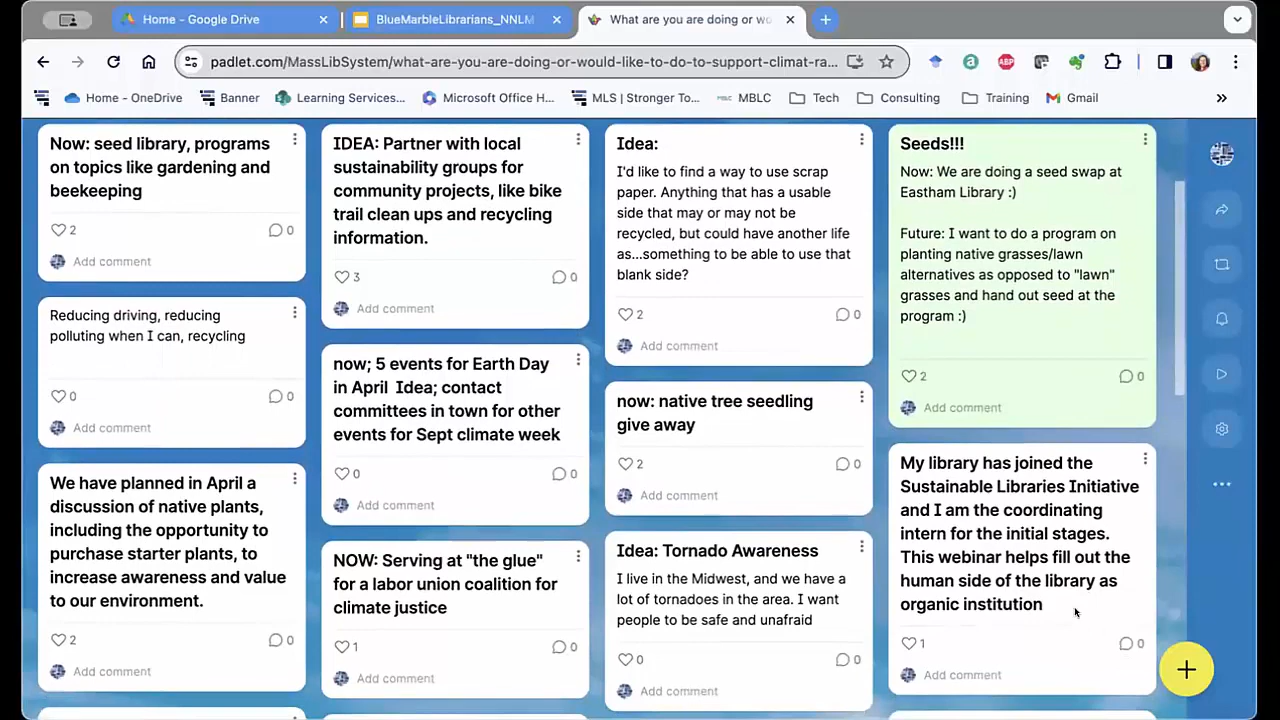 Home - Google Drive
BlueMarbleLibrarians_NNLM
What are you are doing or wo
padlet.com/MassLibSystem/what-are-you-are-doing-or-would-like-to-do-to-support-climat-ra...
Home - OneDrive
Banner
Learning Services...
Microsoft Office H...
MLS | Stronger To...
MBLC
Tech
Consulting
Training
Gmail
Now: seed library, programs
on topics like gardening and
beekeeping
2
0
Add comment
Reducing driving, reducing
polluting when I can, recycling
0
0
Add comment
We have planned in April a
discussion of native plants,
including the opportunity to
purchase starter plants, to
increase awareness and value
to our environment.
2
0
Add comment
IDEA: Partner with local
sustainability groups for
community projects, like bike
trail clean ups and recycling
information.
3
0
Add comment
now; 5 events for Earth Day
in April  Idea; contact
committees in town for other
events for Sept climate week
0
0
Add comment
NOW: Serving at "the glue"
for a labor union coalition for
climate justice
1
0
Add comment
Idea:
I'd like to find a way to use scrap
paper. Anything that has a usable
side that may or may not be
recycled, but could have another life
as...something to be able to use that
blank side?
2
0
Add comment
now: native tree seedling
give away
2
0
Add comment
Idea: Tornado Awareness
I live in the Midwest, and we have a
lot of tornadoes in the area. I want
people to be safe and unafraid
0
0
Add comment
Seeds!!!
Now: We are doing a seed swap at
Eastham Library :)
Future: I want to do a program on
planting native grasses/lawn
alternatives as opposed to "lawn"
grasses and hand out seed at the
program :)
2
0
Add comment
My library has joined the
Sustainable Libraries Initiative
and I am the coordinating
intern for the initial stages.
This webinar helps fill out the
human side of the library as
organic institution
1
0
Add comment